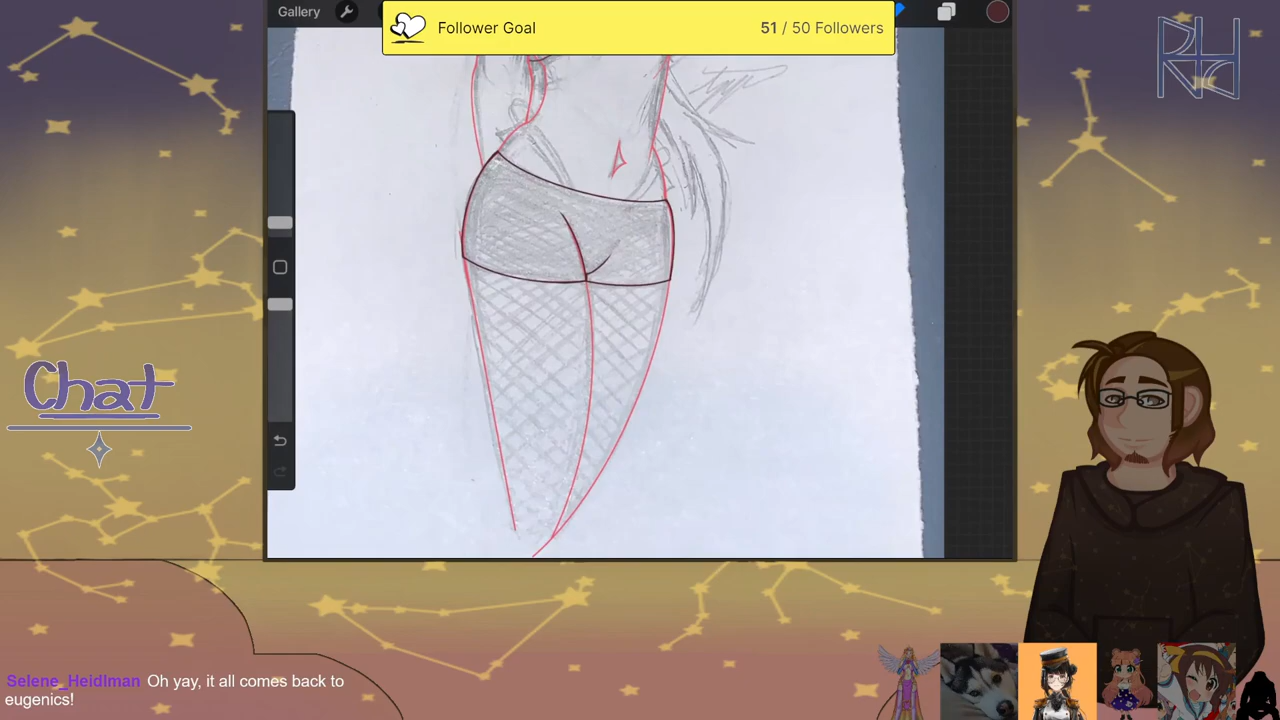 Gallery
Follower Goal 51 / 50 Followers
Chat
Selene_Heidlman Oh yay, it all comes back to
eugenics!